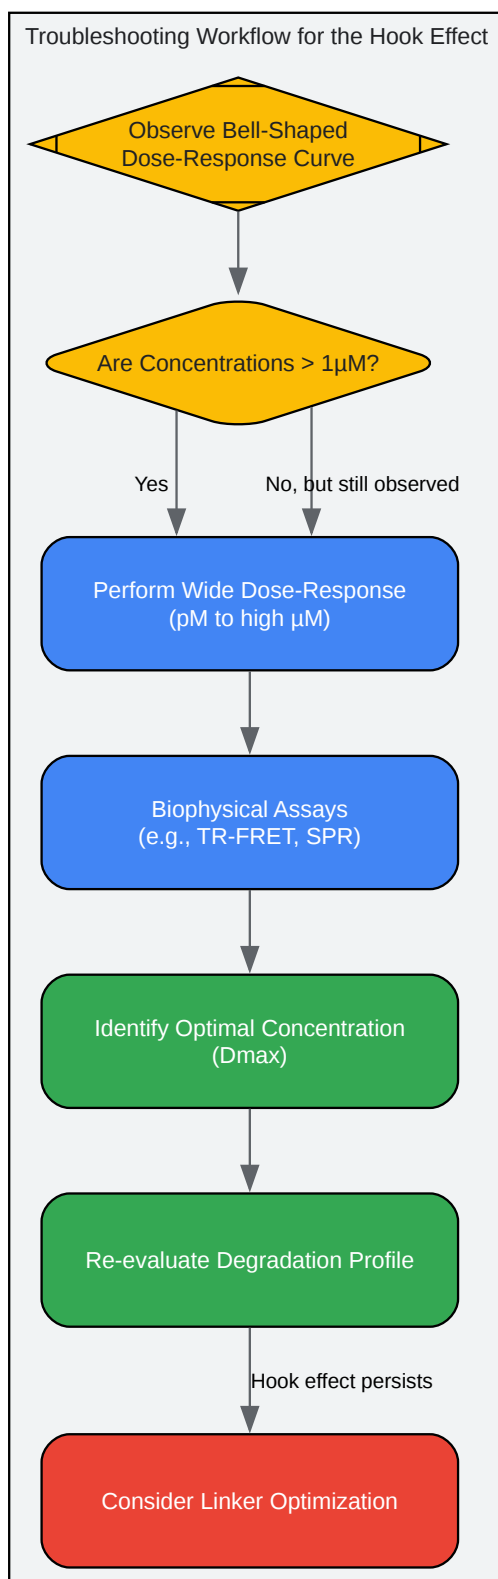 Troubleshooting Workflow for the Hook Effect
Observe Bell-Shaped
Dose-Response Curve
Are Concentrations > 1µM?
Yes
No, but still observed
Perform Wide Dose-Response
(pM to high µM)
Biophysical Assays
(e.g., TR-FRET, SPR)
Identify Optimal Concentration
(Dmax)
Re-evaluate Degradation Profile
Hook effect persists
Consider Linker Optimization